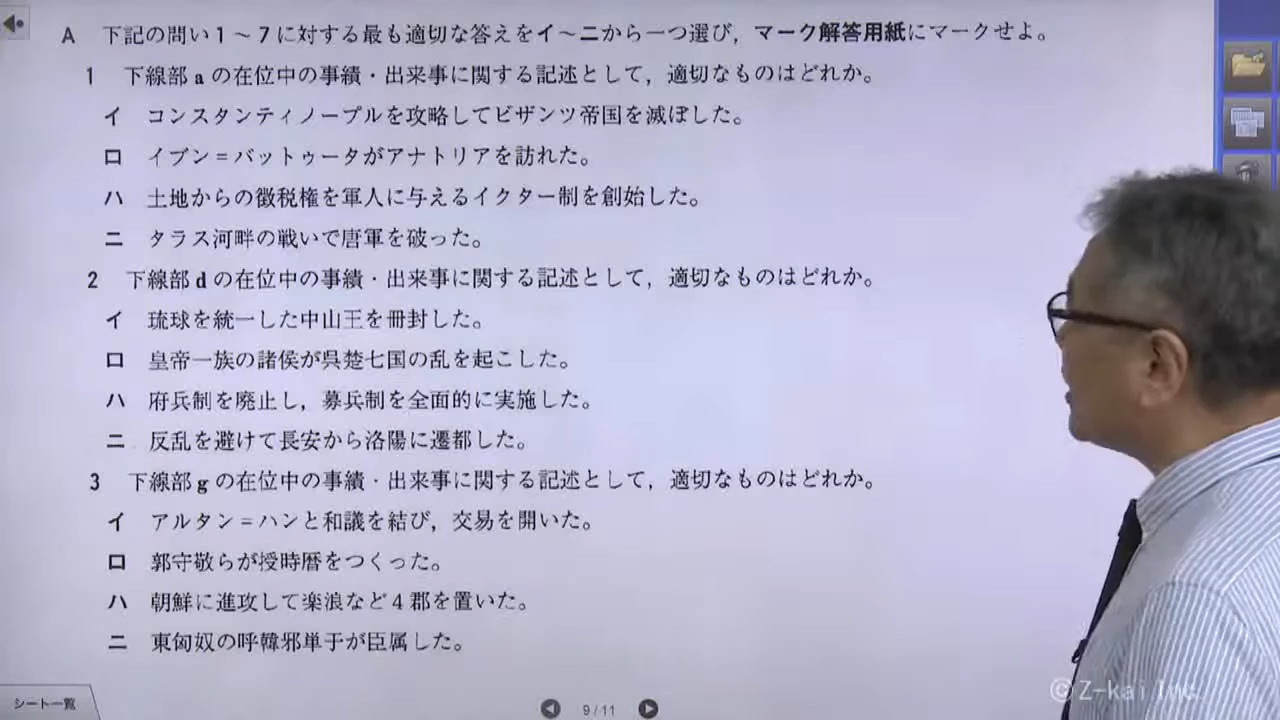 A 下記の問い1～7に対する最も適切な答えをイ～ニから一つ選び，マーク解答用紙にマークせよ。
1 下線部aの在位中の事績・出来事に関する記述として，適切なものはどれか。
イ コンスタンティノープルを攻略してビザンツ帝国を滅ぼした。
ロ イブン＝バットゥータがアナトリアを訪れた。
ハ 土地からの徴税権を軍人に与えるイクター制を創始した。
ニ タラス河畔の戦いで唐軍を破った。
2 下線部dの在位中の事績・出来事に関する記述として，適切なものはどれか。
イ 琉球を統一した中山王を冊封した。
ロ 皇帝一族の諸侯が呉楚七国の乱を起こした。
ハ 府兵制を廃止し，募兵制を全面的に実施した。
ニ 反乱を避けて長安から洛陽に遷都した。
3 下線部gの在位中の事績・出来事に関する記述として，適切なものはどれか。
イ アルタン＝ハンと和議を結び，交易を開いた。
ロ 郭守敬らが授時暦をつくった。
ハ 朝鮮に進攻して楽浪など4郡を置いた。
ニ 東匈奴の呼韓邪単于が臣属した。
シート一覧
9/11
©Z-kai Inc.